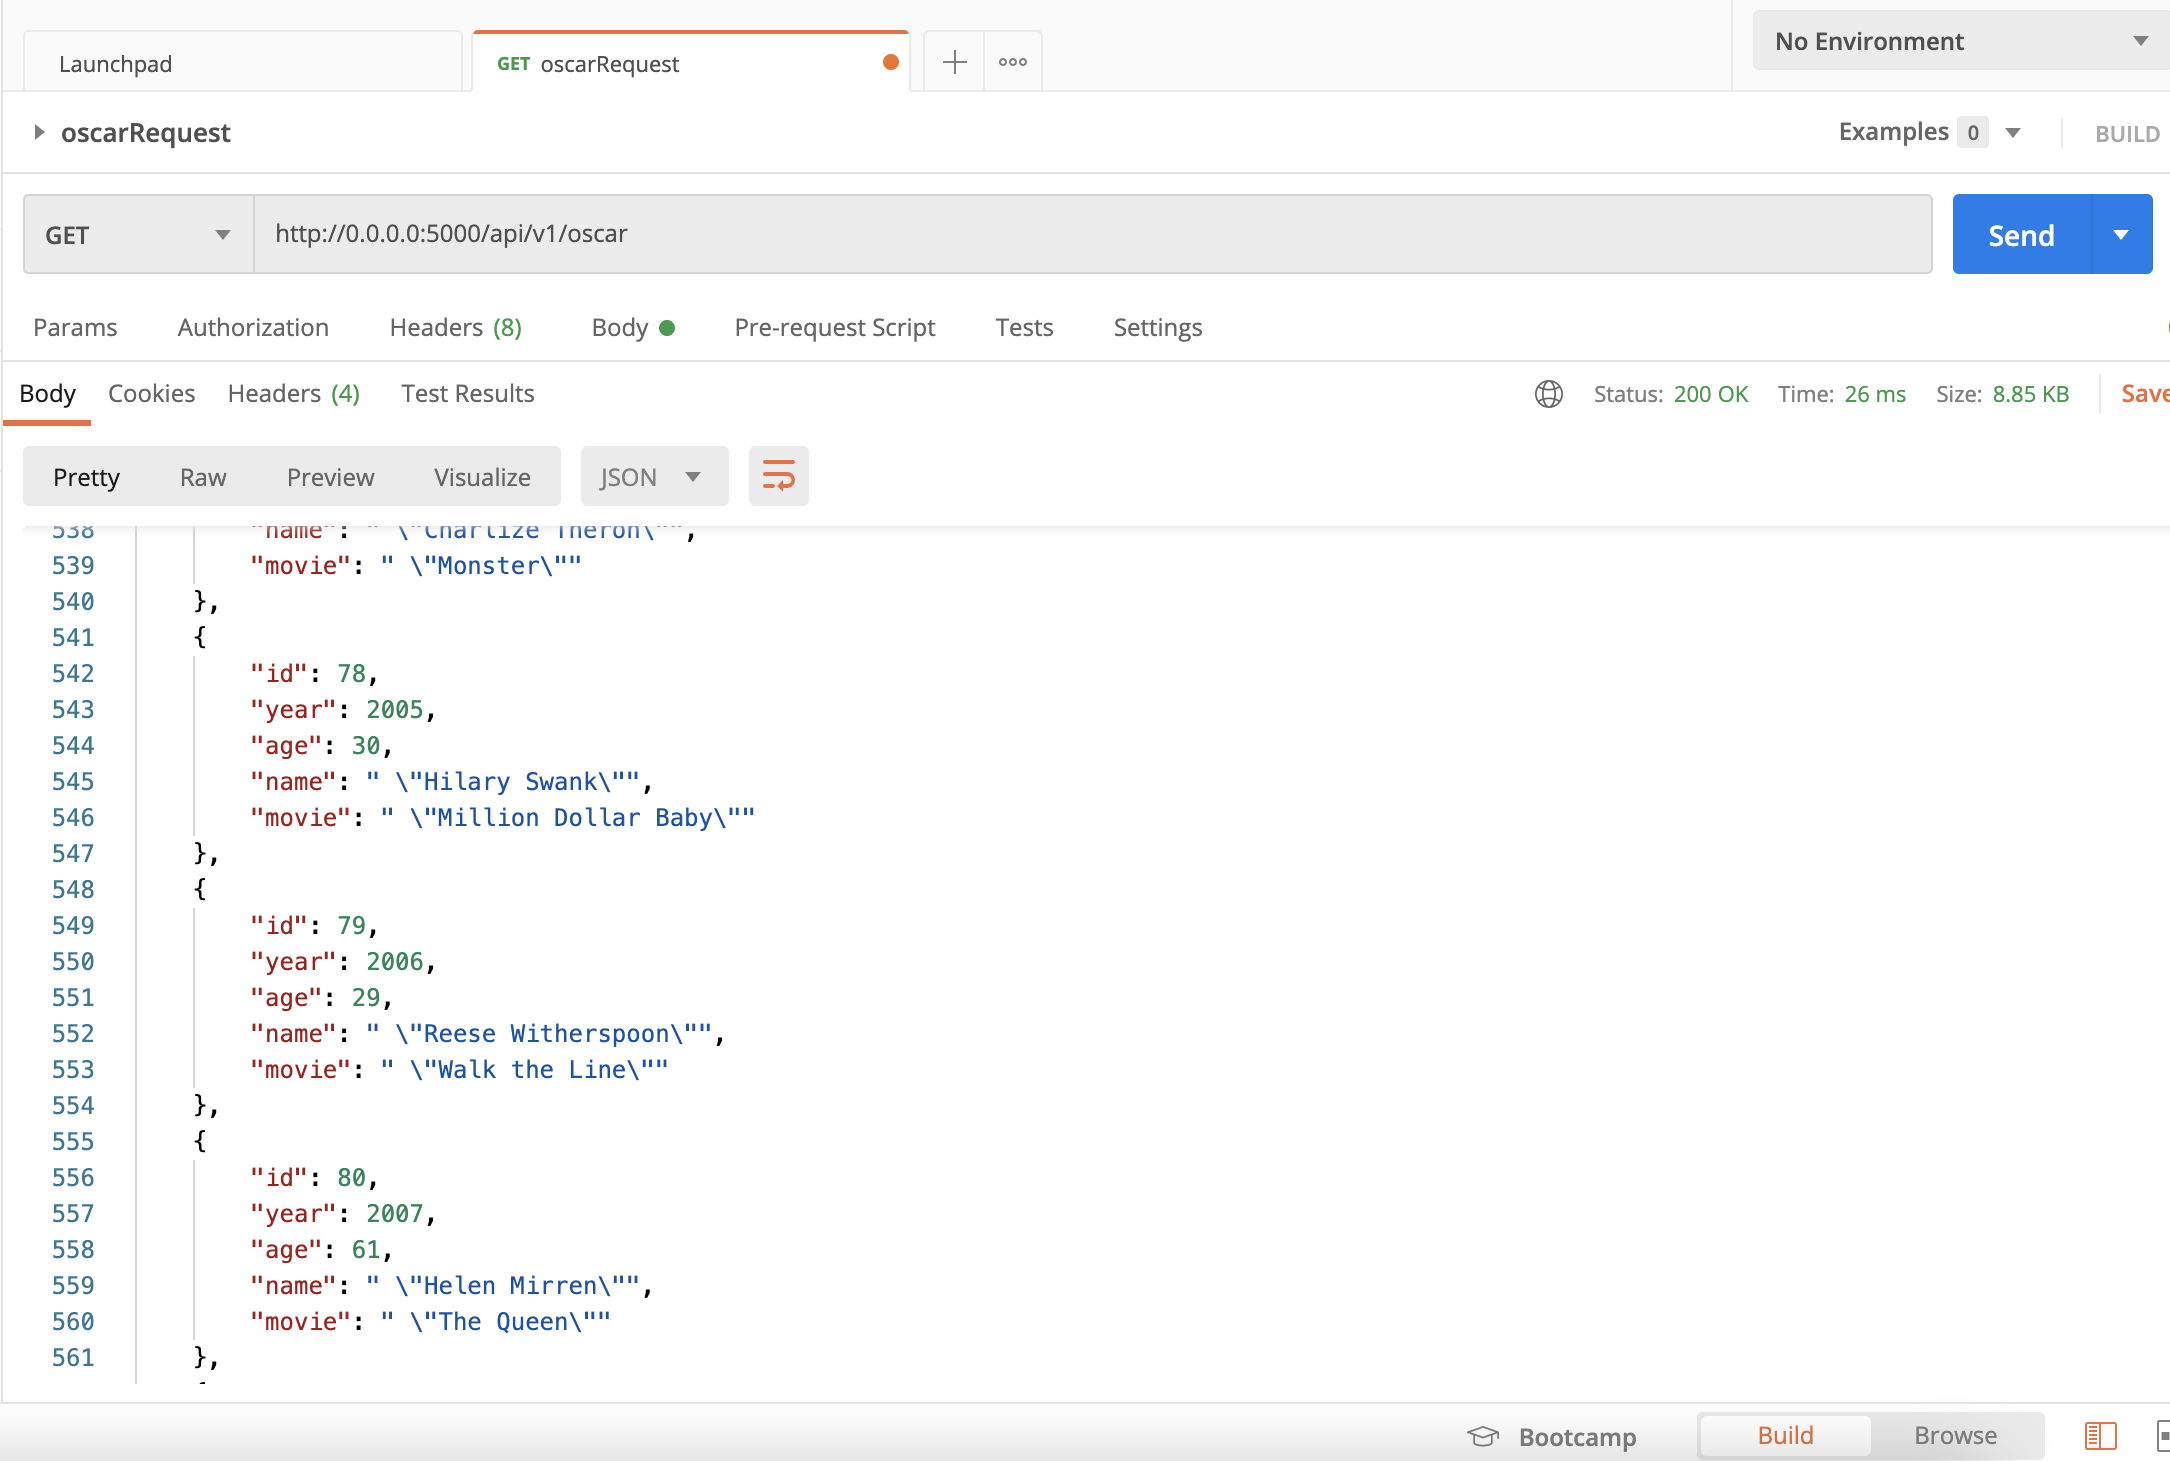 No Environment
Launchpad
GET oscarRequest
oscarRequest
Examples 0
BUILD
GET http://0.0.0.0:5000/api/v1/oscar Send
Params Authorization Headers (8) Body Pre-request Script Tests Settings
Body Cookies Headers (4) Test Results Status: 200 OK Time: 26 ms Size: 8.85 KB Save
Pretty Raw Preview Visualize JSON
538 "name": " \"Charlize Theron\"",
539 "movie": " \"Monster\""
540 },
541 {
542 "id": 78,
543 "year": 2005,
544 "age": 30,
545 "name": " \"Hilary Swank\"",
546 "movie": " \"Million Dollar Baby\""
547 },
548 {
549 "id": 79,
550 "year": 2006,
551 "age": 29,
552 "name": " \"Reese Witherspoon\"",
553 "movie": " \"Walk the Line\""
554 },
555 {
556 "id": 80,
557 "year": 2007,
558 "age": 61,
559 "name": " \"Helen Mirren\"",
560 "movie": " \"The Queen\""
561 },
Bootcamp Build Browse